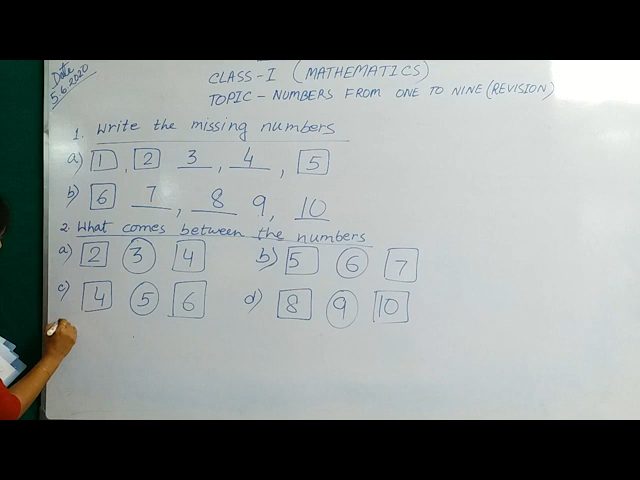 Date
5.6.2020
CLASS-I (MATHEMATICS)
TOPIC - NUMBERS FROM ONE TO NINE (REVISION)
1. Write the missing numbers
a) 1, 2 3, 4, 5
b) 6 7, 8 9, 10
2. What comes between the numbers
a) 2 3 4 b) 5 6 7
c) 4 5 6 d) 8 9 10